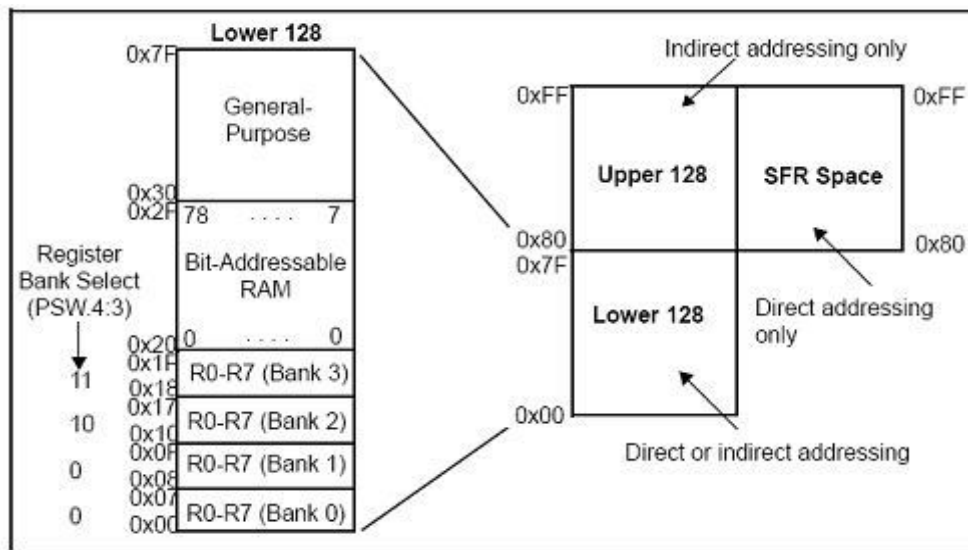 Lower 128
0x7F
General-
Purpose
0x30
0x2F
78 .... 7
Bit-Addressable
RAM
0x20
0 .... 0
Register
Bank Select
(PSW.4:3)
0x1F
11
R0-R7 (Bank 3)
0x18
0x17
10
R0-R7 (Bank 2)
0x10
0x0F
0
R0-R7 (Bank 1)
0x08
0x07
0
R0-R7 (Bank 0)
0x00
Indirect addressing only
0xFF
0xFF
Upper 128
SFR Space
0x80
0x80
0x7F
Lower 128
Direct addressing
only
0x00
Direct or indirect addressing